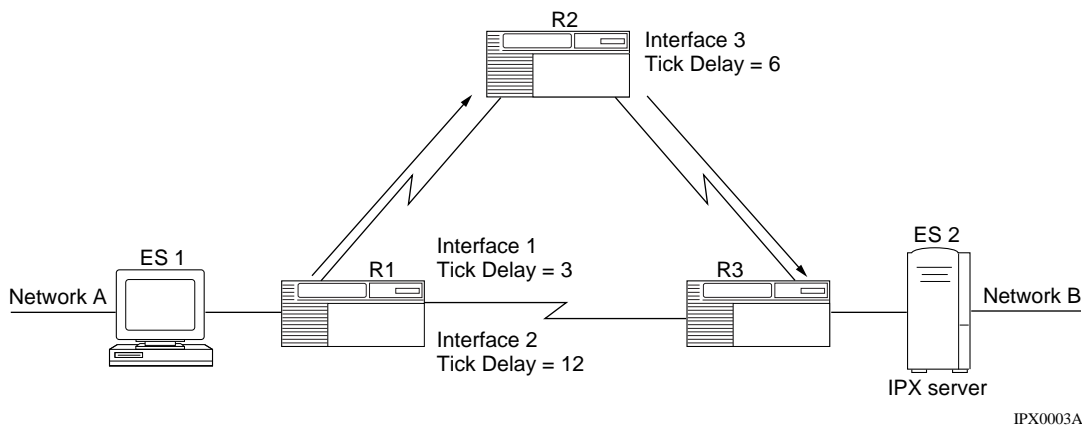 R2
Interface 3
Tick Delay = 6
Interface 1
Tick Delay = 3
ES 1
R1
R3
ES 2
Network A
Network B
Interface 2
Tick Delay = 12
IPX server
IPX0003A